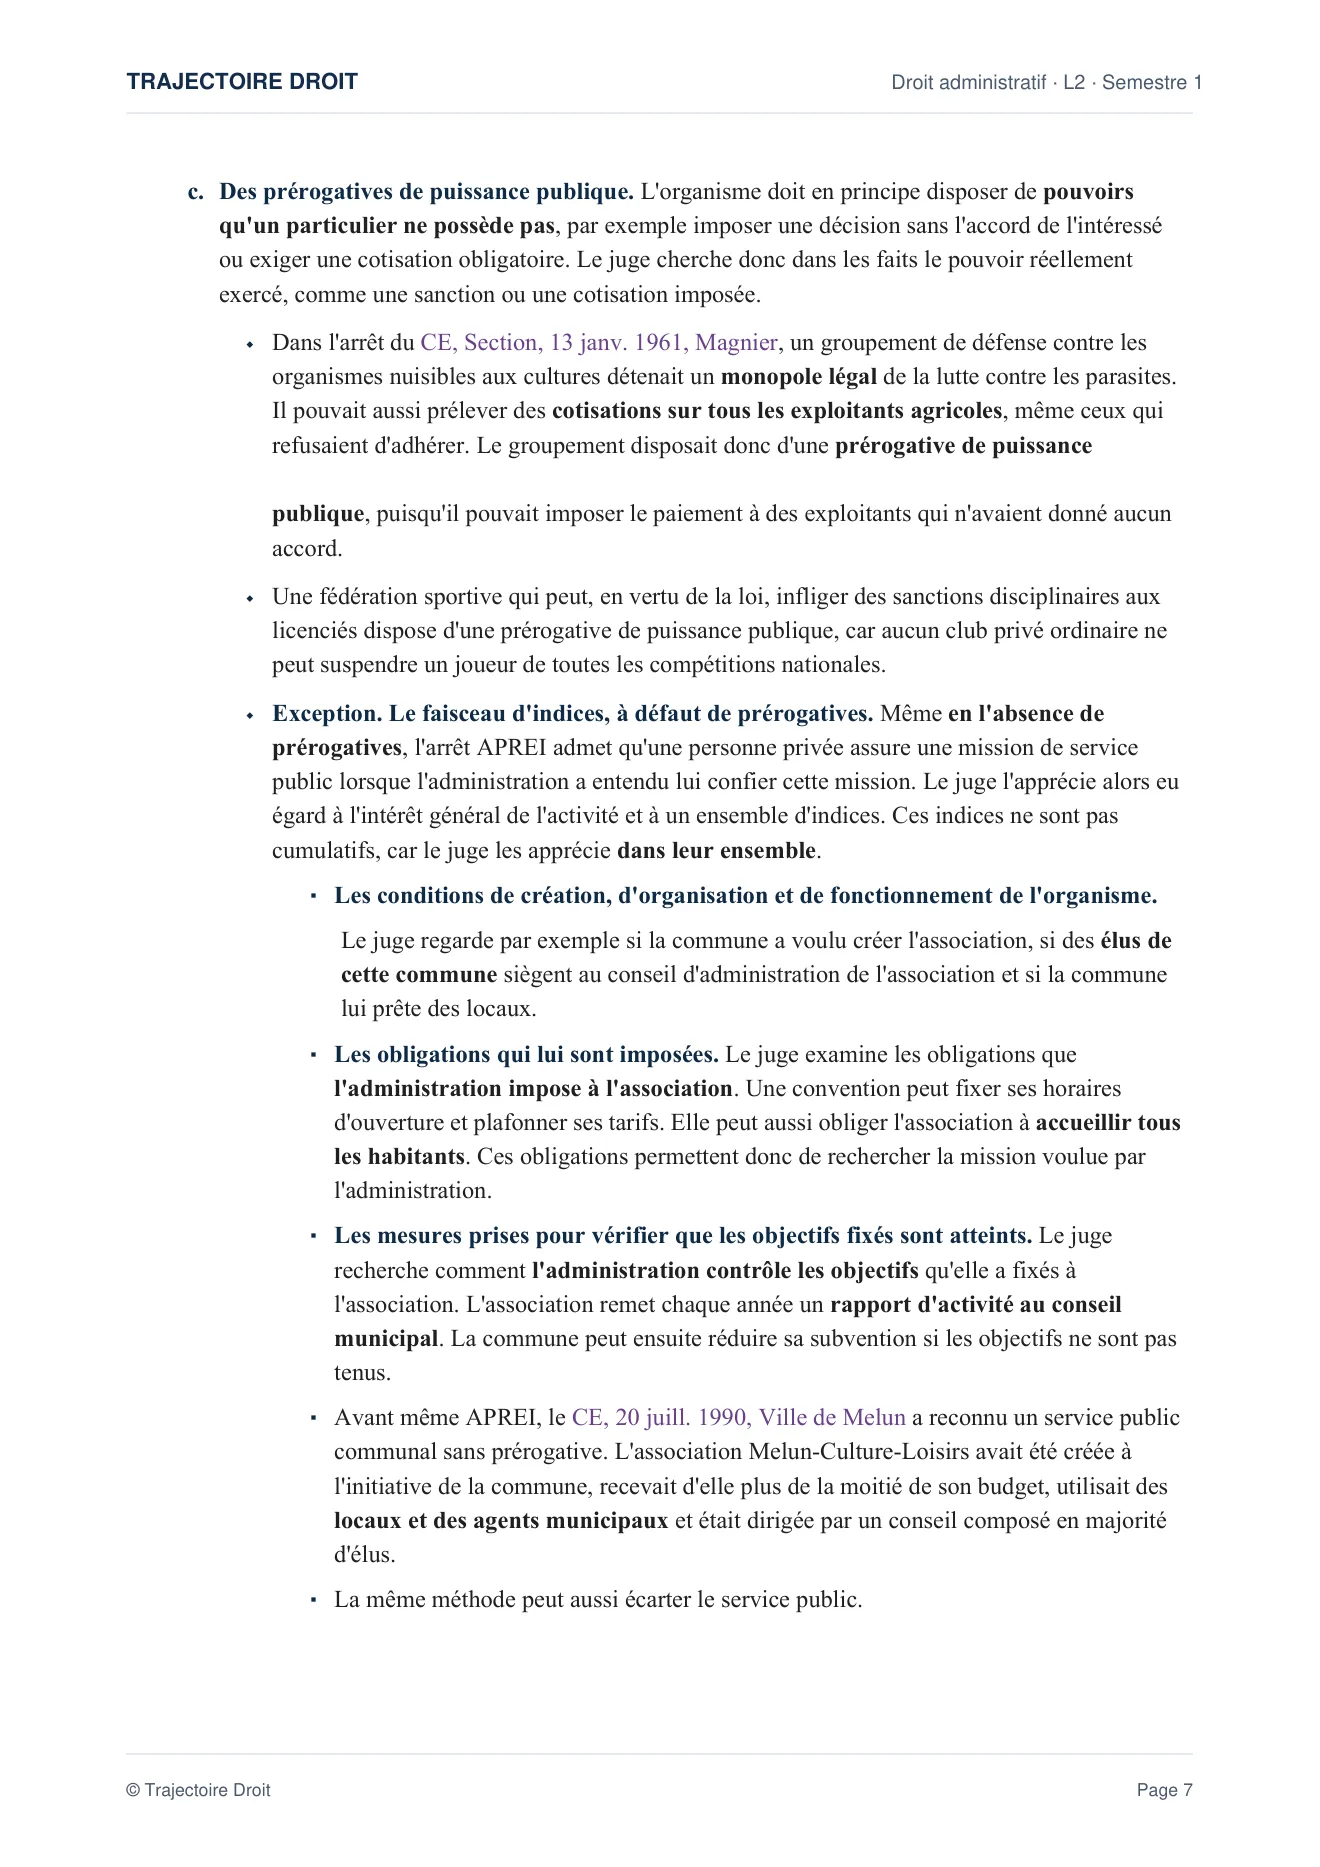 TRAJECTOIRE DROIT
Droit administratif · L2 · Semestre 1
c. Des prérogatives de puissance publique. L'organisme doit en principe disposer de pouvoirs
qu'un particulier ne possède pas, par exemple imposer une décision sans l'accord de l'intéressé
ou exiger une cotisation obligatoire. Le juge cherche donc dans les faits le pouvoir réellement
exercé, comme une sanction ou une cotisation imposée.
⬩ Dans l'arrêt du CE, Section, 13 janv. 1961, Magnier, un groupement de défense contre les
organismes nuisibles aux cultures détenait un monopole légal de la lutte contre les parasites.
Il pouvait aussi prélever des cotisations sur tous les exploitants agricoles, même ceux qui
refusaient d'adhérer. Le groupement disposait donc d'une prérogative de puissance
publique, puisqu'il pouvait imposer le paiement à des exploitants qui n'avaient donné aucun
accord.
⬩ Une fédération sportive qui peut, en vertu de la loi, infliger des sanctions disciplinaires aux
licenciés dispose d'une prérogative de puissance publique, car aucun club privé ordinaire ne
peut suspendre un joueur de toutes les compétitions nationales.
⬩ Exception. Le faisceau d'indices, à défaut de prérogatives. Même en l'absence de
prérogatives, l'arrêt APREI admet qu'une personne privée assure une mission de service
public lorsque l'administration a entendu lui confier cette mission. Le juge l'apprécie alors eu
égard à l'intérêt général de l'activité et à un ensemble d'indices. Ces indices ne sont pas
cumulatifs, car le juge les apprécie dans leur ensemble.
▪ Les conditions de création, d'organisation et de fonctionnement de l'organisme.
Le juge regarde par exemple si la commune a voulu créer l'association, si des élus de
cette commune siègent au conseil d'administration de l'association et si la commune
lui prête des locaux.
▪ Les obligations qui lui sont imposées. Le juge examine les obligations que
l'administration impose à l'association. Une convention peut fixer ses horaires
d'ouverture et plafonner ses tarifs. Elle peut aussi obliger l'association à accueillir tous
les habitants. Ces obligations permettent donc de rechercher la mission voulue par
l'administration.
▪ Les mesures prises pour vérifier que les objectifs fixés sont atteints. Le juge
recherche comment l'administration contrôle les objectifs qu'elle a fixés à
l'association. L'association remet chaque année un rapport d'activité au conseil
municipal. La commune peut ensuite réduire sa subvention si les objectifs ne sont pas
tenus.
▪ Avant même APREI, le CE, 20 juill. 1990, Ville de Melun a reconnu un service public
communal sans prérogative. L'association Melun-Culture-Loisirs avait été créée à
l'initiative de la commune, recevait d'elle plus de la moitié de son budget, utilisait des
locaux et des agents municipaux et était dirigée par un conseil composé en majorité
d'élus.
▪ La même méthode peut aussi écarter le service public.
© Trajectoire Droit
Page 7